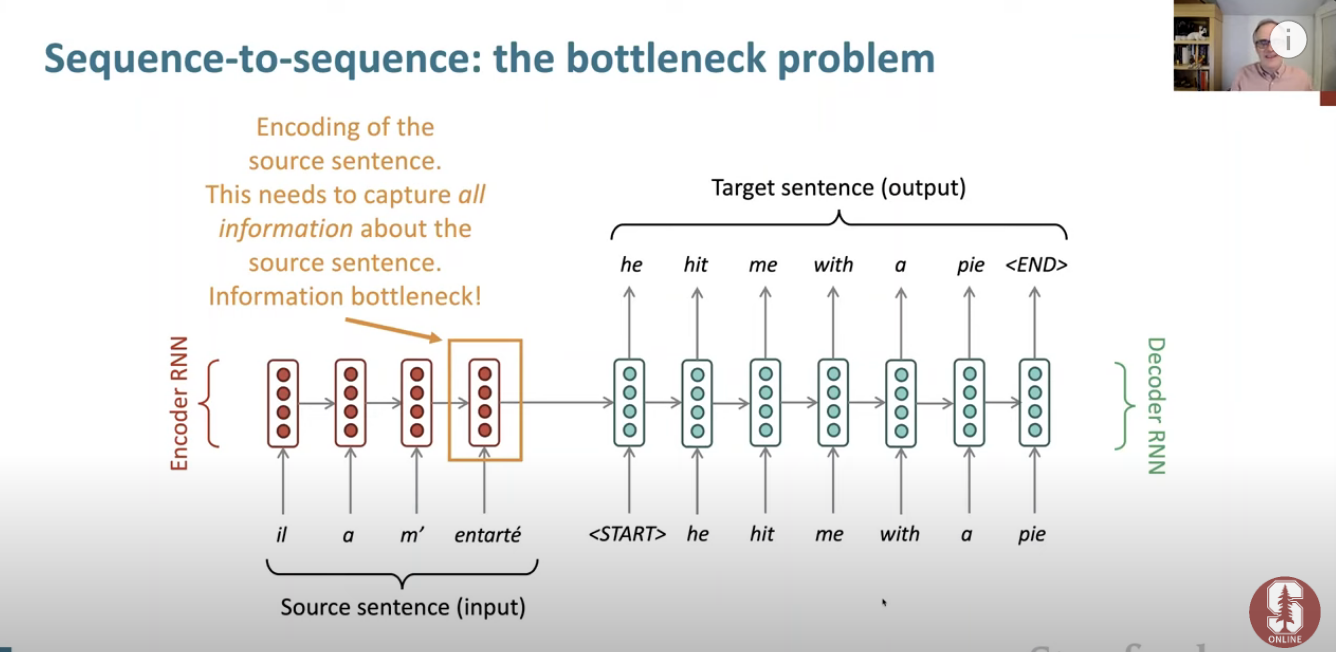 Sequence-to-sequence: the bottleneck problem
Encoding of the
source sentence.
This needs to capture all
information about the
source sentence.
Information bottleneck!
Target sentence (output)
he hit me with a pie <END>
Encoder RNN
Decoder RNN
il a m’ entarté <START> he hit me with a pie
Source sentence (input)
S
ONLINE
i